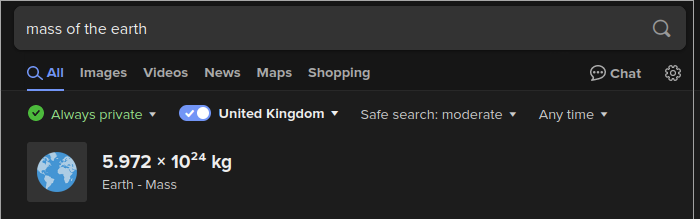 mass of the earth
All Images Videos News Maps Shopping Chat
Always private United Kingdom Safe search: moderate Any time
5.972 × 10²⁴ kg
Earth - Mass